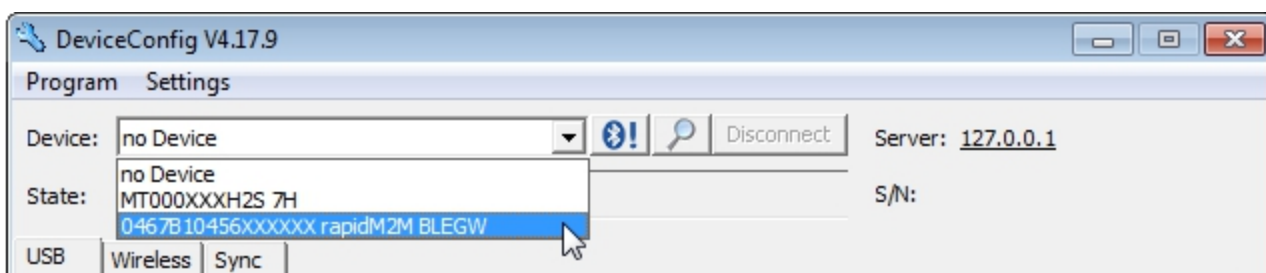 DeviceConfig V4.17.9
Program Settings
Device: no Device Disconnect Server: 127.0.0.1
no Device
State: MT000XXXH2S 7H S/N:
0467B10456XXXXXX rapidM2M BLEGW
USB Wireless Sync